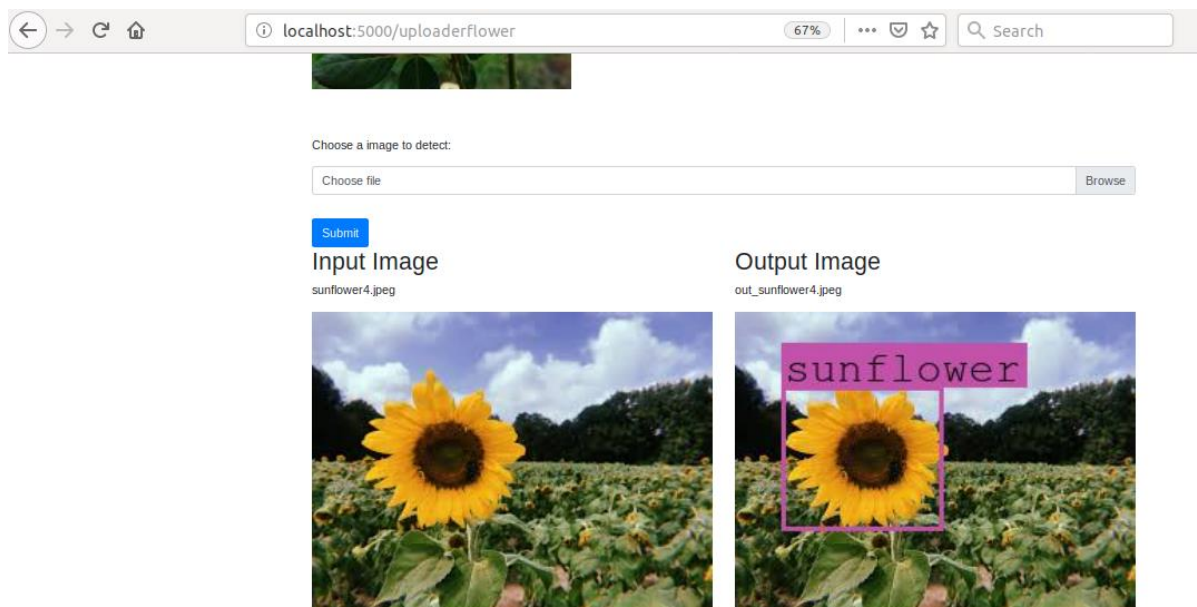 localhost:5000/uploaderflower
67%
Search
Choose a image to detect:
Choose file
Browse
Submit
Input Image
Output Image
sunflower4.jpeg
out_sunflower4.jpeg
sunflower